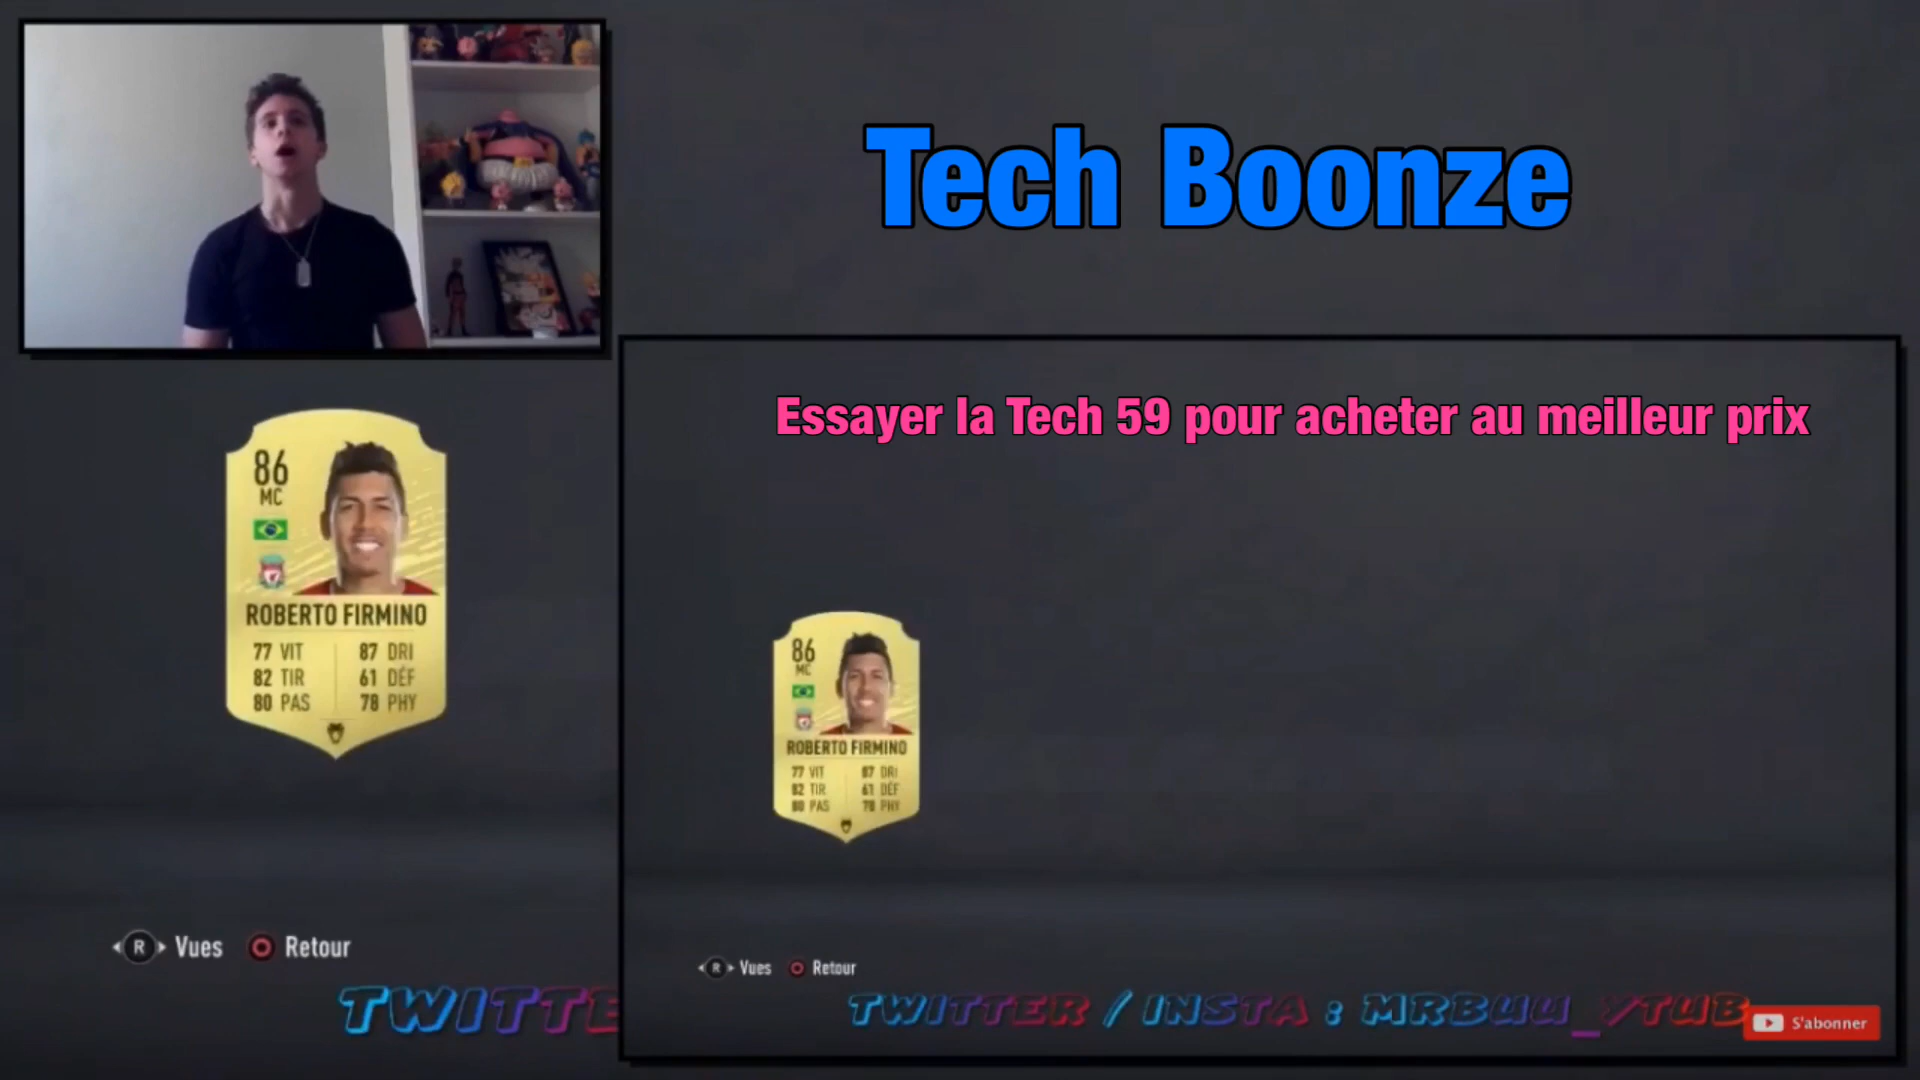 Tech Boonze
Essayer la Tech 59 pour acheter au meilleur prix
86
MC
ROBERTO FIRMINO
77 VIT 87 DRI
82 TIR 61 DÉF
80 PAS 78 PHY
R Vues Retour
TWITTE
86
MC
ROBERTO FIRMINO
77 VIT 87 DRI
82 TIR 61 DÉF
80 PAS 78 PHY
R Vues Retour
TWITTER / INSTA : MRBUU_YTUB
S'abonner